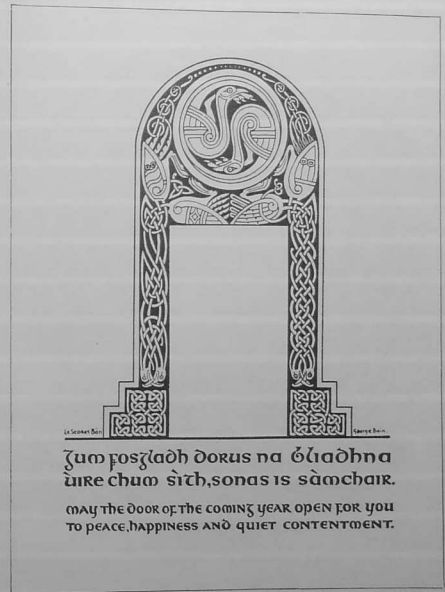 Le Seoras Bán
George Bain.
Gum fosgladh dorus na bliadhna
ùire chum sìth, sonas is sàmchair.
May the door of the coming year open for you
to peace, happiness and quiet contentment.